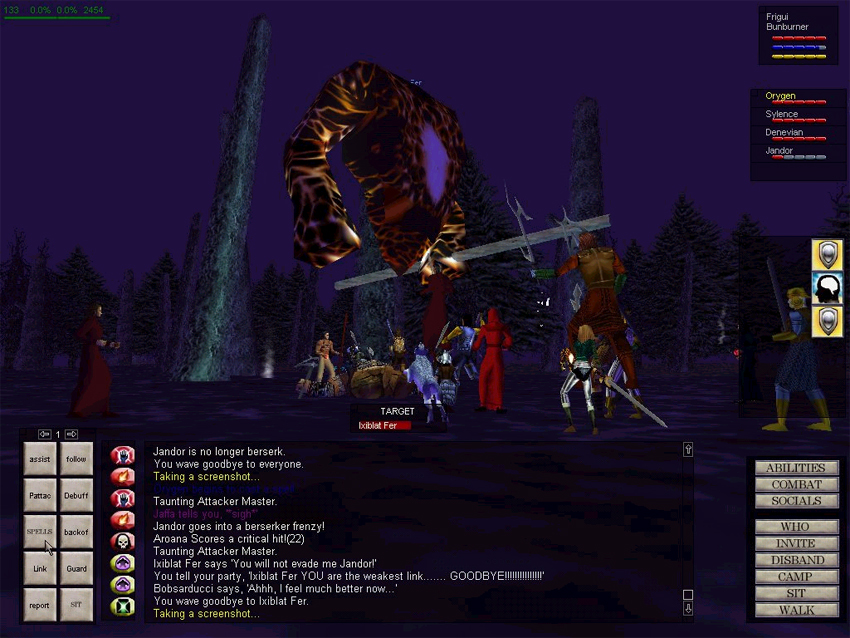 133 0.0% 0.0% 2454
Frigui
Bunburner
Fer
Orygen
Sylence
Denevian
Jandor
TARGET
Ixiblat Fer
1
assist follow
Pattac Debuff
SPELLS backof
Link Guard
report SIT
Jandor is no longer berserk.
You wave goodbye to everyone.
Taking a screenshot...
Taunting Attacker Master.
Jaffa tells you, '*sigh*'
Jandor goes into a berserker frenzy!
Aroana Scores a critical hit!(22)
Taunting Attacker Master.
Ixiblat Fer says 'You will not evade me Jandor!'
You tell your party, 'Ixiblat Fer YOU are the weakest link....... GOODBYE!!!!!!!!!!!!!!!'
Bobsarducci says, 'Ahhh, I feel much better now...'
You wave goodbye to Ixiblat Fer.
Taking a screenshot...
ABILITIES
COMBAT
SOCIALS
WHO
INVITE
DISBAND
CAMP
SIT
WALK